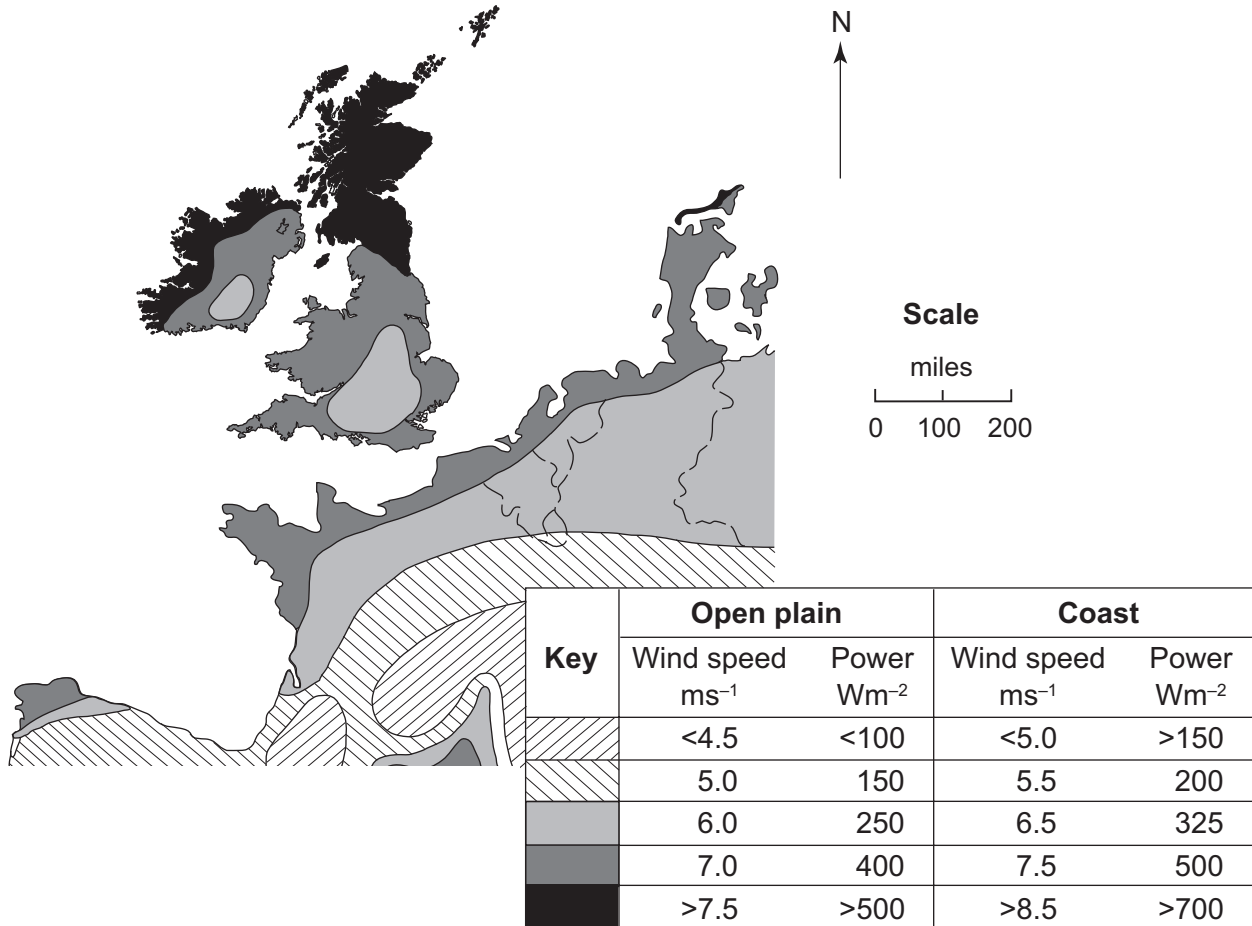 N
Scale
miles
0 100 200
Key Open plain Coast
Wind speed ms⁻¹ Power Wm⁻² Wind speed ms⁻¹ Power Wm⁻²
<4.5 <100 <5.0 >150
5.0 150 5.5 200
6.0 250 6.5 325
7.0 400 7.5 500
>7.5 >500 >8.5 >700